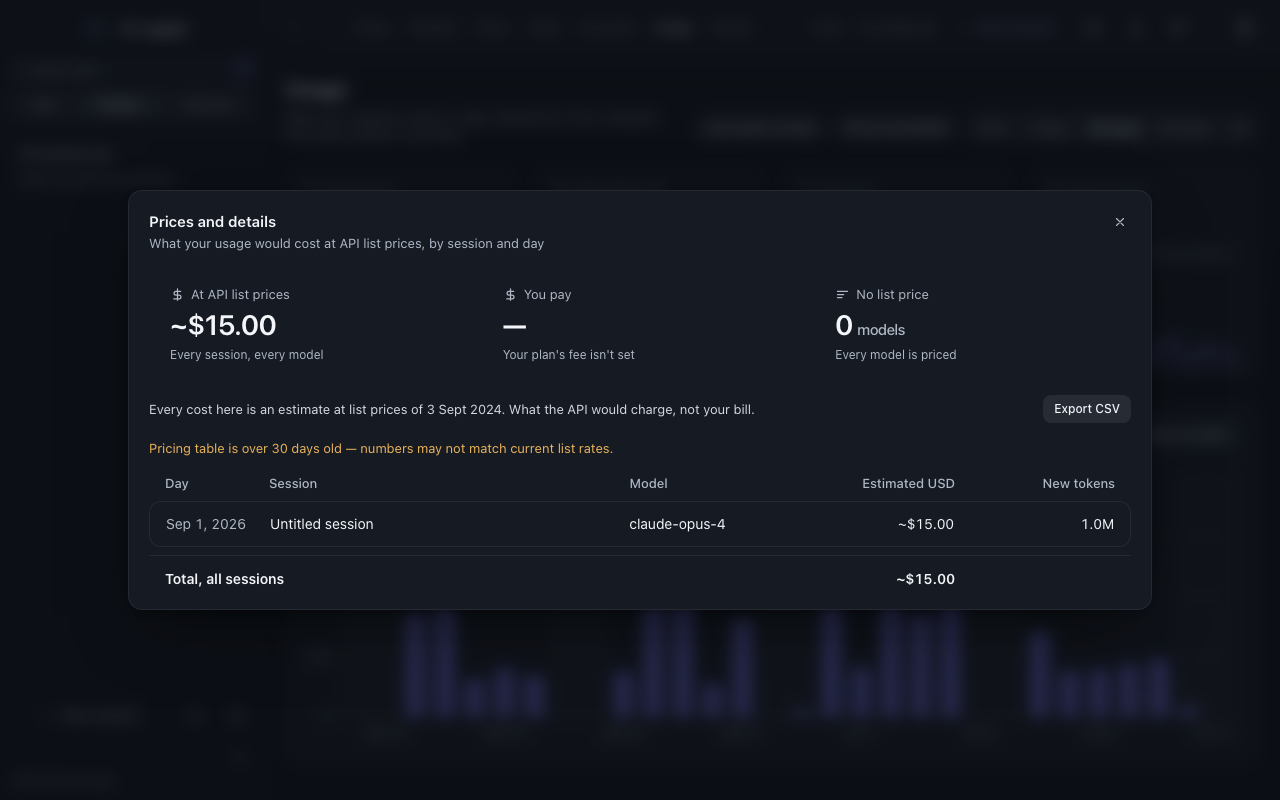 Prices and details
What your usage would cost at API list prices, by session and day
At API list prices
~$15.00
Every session, every model
You pay
—
Your plan's fee isn't set
No list price
0 models
Every model is priced
Every cost here is an estimate at list prices of 3 Sept 2024. What the API would charge, not your bill.
Export CSV
Pricing table is over 30 days old — numbers may not match current list rates.
Day Session Model Estimated USD New tokens
Sep 1, 2026 Untitled session claude-opus-4 ~$15.00 1.0M
Total, all sessions ~$15.00